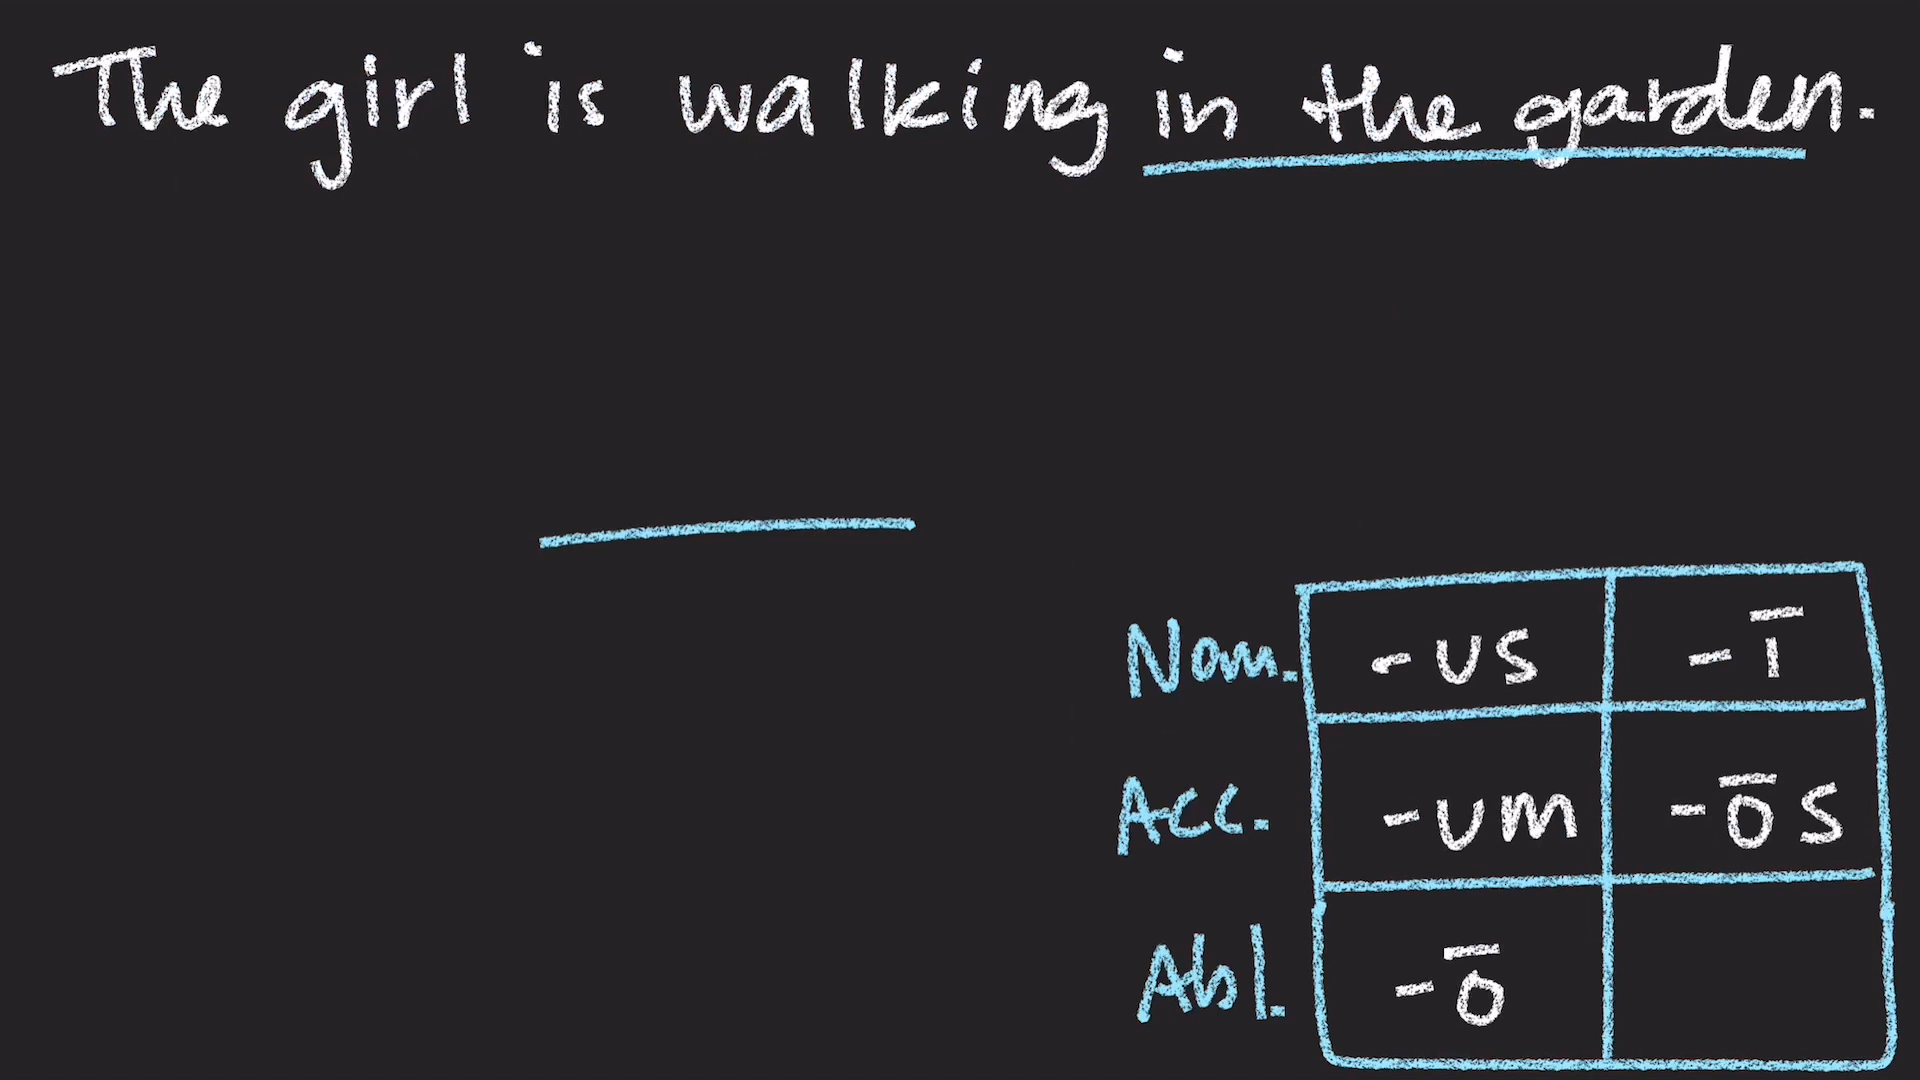 The girl is walking in the garden.
Nom. -us -ī
Acc. -um -ōs
Abl. -ō